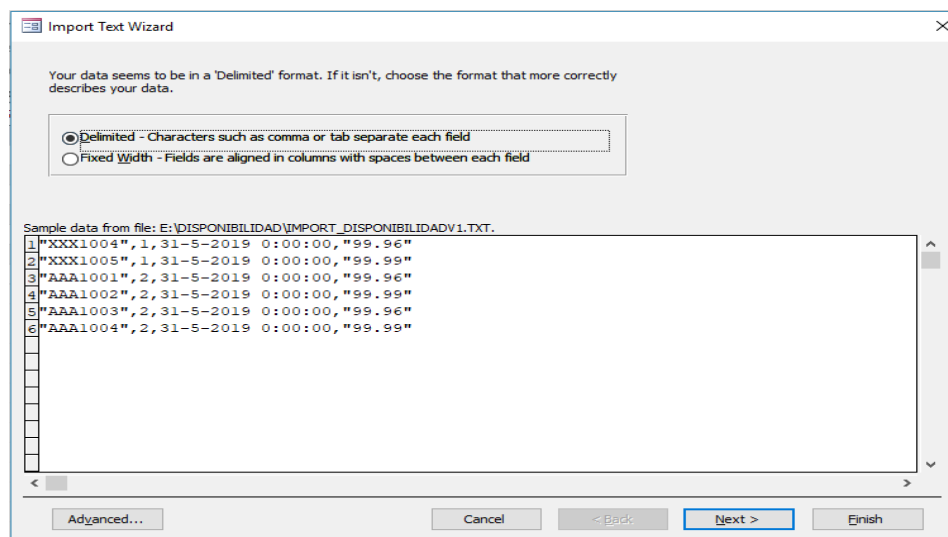 Import Text Wizard
Your data seems to be in a 'Delimited' format. If it isn't, choose the format that more correctly
describes your data.
Delimited - Characters such as comma or tab separate each field
Fixed Width - Fields are aligned in columns with spaces between each field
Sample data from file: E:\DISPONIBILIDAD\IMPORT_DISPONIBILIDADV1.TXT.
1 "XXX1004",1,31-5-2019 0:00:00,"99.96"
2 "XXX1005",1,31-5-2019 0:00:00,"99.99"
3 "AAA1001",2,31-5-2019 0:00:00,"99.96"
4 "AAA1002",2,31-5-2019 0:00:00,"99.99"
5 "AAA1003",2,31-5-2019 0:00:00,"99.96"
6 "AAA1004",2,31-5-2019 0:00:00,"99.99"
Advanced... Cancel < Back Next > Finish